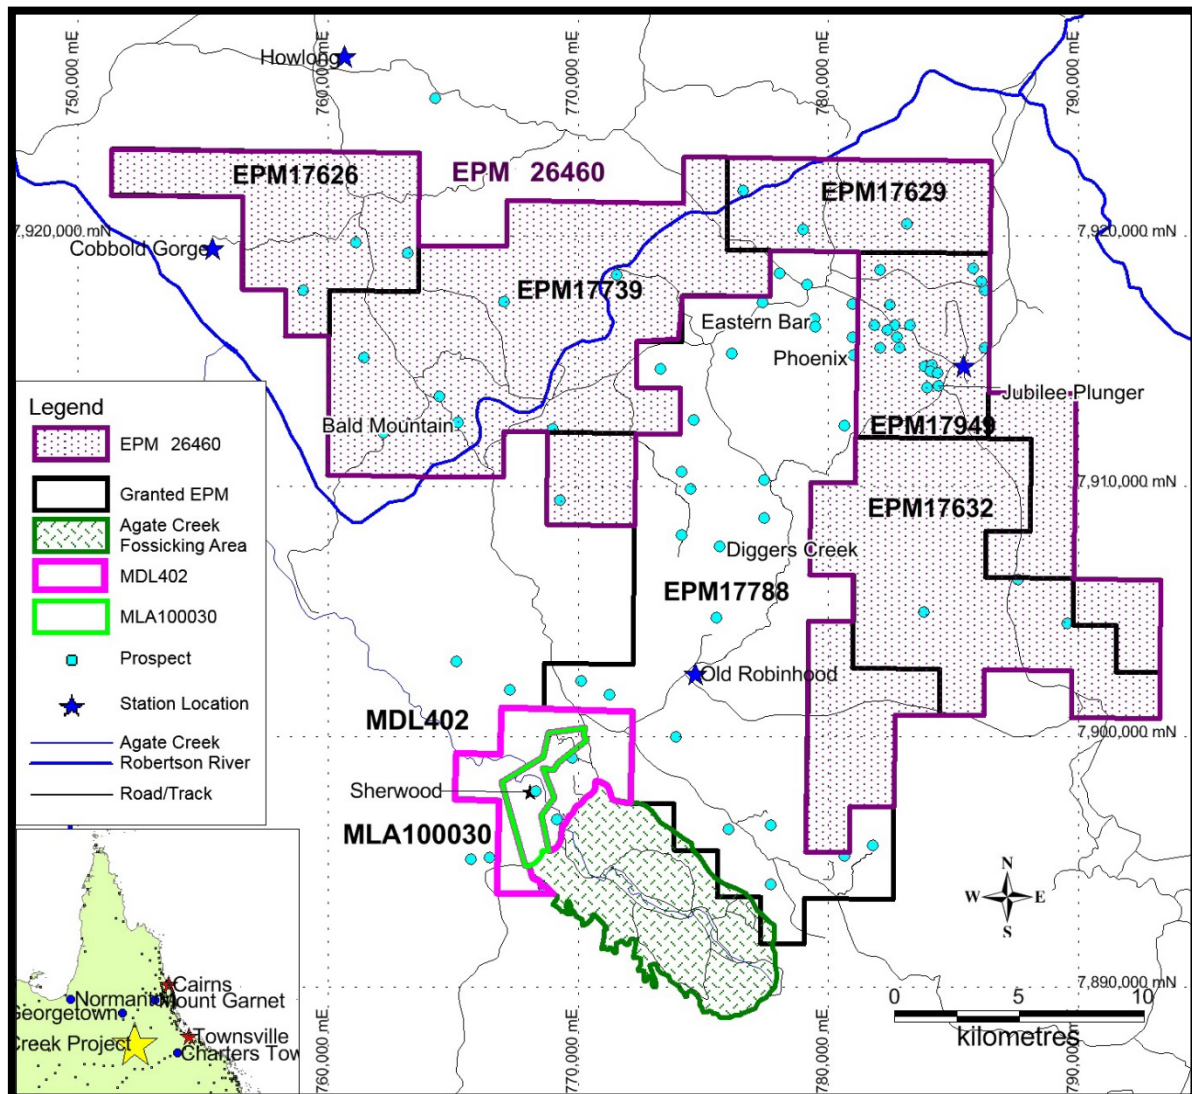 750,000 mE
760,000 mE
770,000 mE
780,000 mE
790,000 mE
Howlong
EPM17626
EPM 26460
EPM17629
7,920,000 mN
7,920,000 mN
Cobbold Gorge
EPM17739
Eastern Bar
Phoenix
Jubilee Plunger
Bald Mountain
EPM17949
7,910,000 mN
EPM17632
Diggers Creek
EPM17788
Old Robinhood
MDL402
7,900,000 mN
Sherwood
MLA100030
Legend
EPM 26460
Granted EPM
Agate Creek
Fossicking Area
MDL402
MLA100030
Prospect
Station Location
Agate Creek
Robertson River
Road/Track
N
W E
S
7,890,000 mN
0 5 10
kilometres
760,000 mE
770,000 mE
780,000 mE
790,000 mE
Cairns
Normant
Mount Garnet
Georgetown
Townsville
Creek Project
Charters Tow